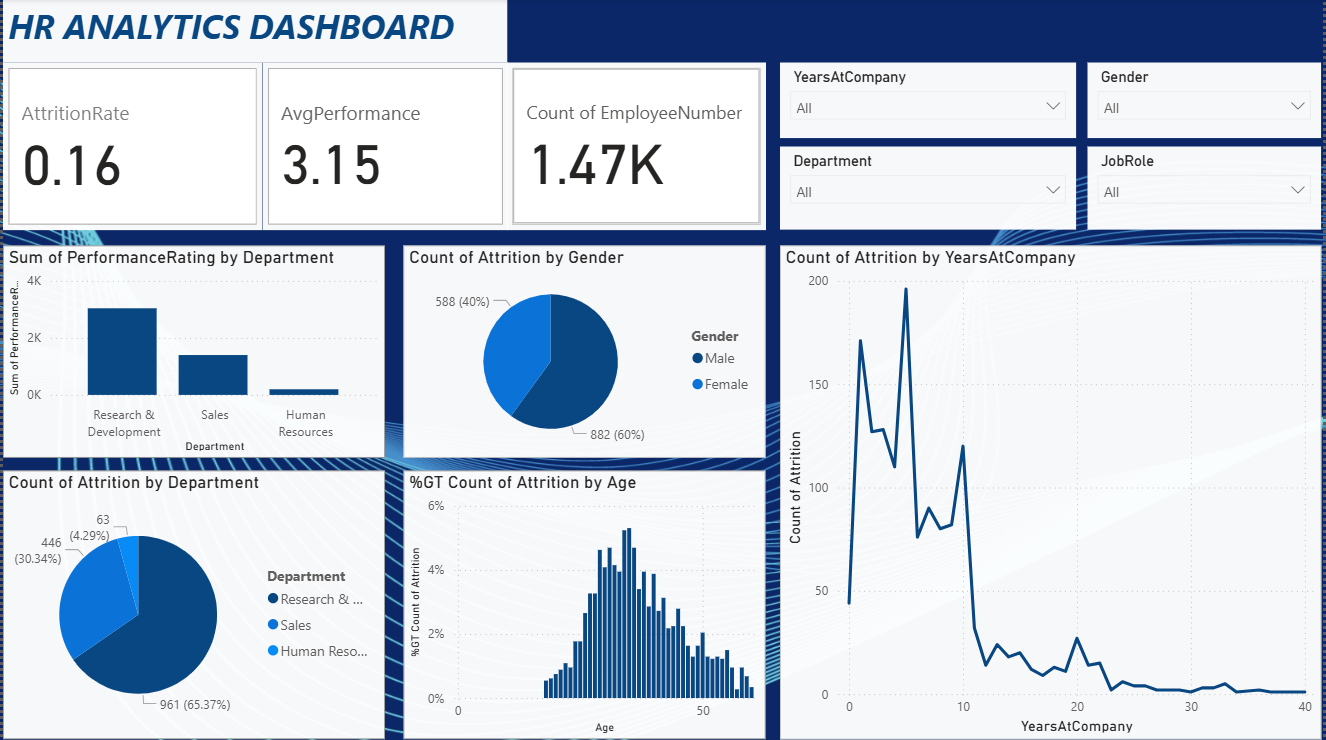 HR ANALYTICS DASHBOARD
AttritionRate
0.16
AvgPerformance
3.15
Count of EmployeeNumber
1.47K
YearsAtCompany
All
Gender
All
Department
All
JobRole
All
Sum of PerformanceRating by Department
Sum of PerformanceR...
4K
2K
0K
Research &
Development
Sales
Human
Resources
Department
Count of Attrition by Gender
588 (40%)
882 (60%)
Gender
Male
Female
Count of Attrition by YearsAtCompany
Count of Attrition
200
150
100
50
0
0
10
20
30
40
YearsAtCompany
Count of Attrition by Department
63
(4.29%)
446
(30.34%)
961 (65.37%)
Department
Research & ...
Sales
Human Reso...
%GT Count of Attrition by Age
%GT Count of Attrition
6%
4%
2%
0%
0
50
Age